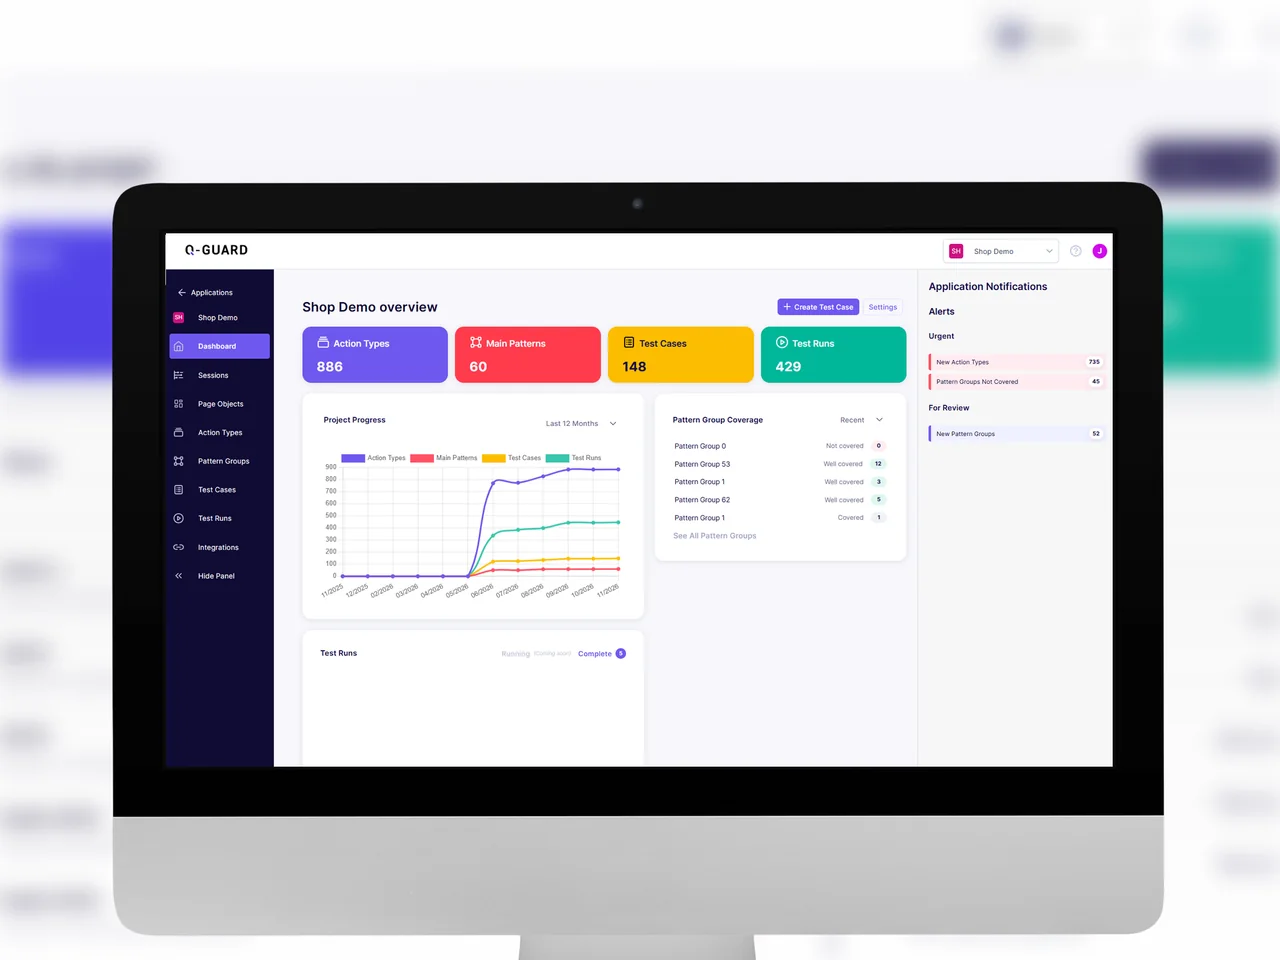 Q-GUARD
SH Shop Demo
J
Applications
SH Shop Demo
Dashboard
Sessions
Page Objects
Action Types
Pattern Groups
Test Cases
Test Runs
Integrations
Hide Panel
Shop Demo overview
+ Create Test Case
Settings
Action Types
886
Main Patterns
60
Test Cases
148
Test Runs
429
Project Progress
Last 12 Months
Action Types Main Patterns Test Cases Test Runs
900
800
700
600
500
400
300
200
100
0
11/2025 12/2025 02/2026 03/2026 04/2026 05/2026 06/2026 07/2026 08/2026 09/2026 10/2026 11/2026
Pattern Group Coverage
Recent
Pattern Group 0 Not covered 0
Pattern Group 53 Well covered 12
Pattern Group 1 Well covered 3
Pattern Group 62 Well covered 5
Pattern Group 1 Covered 1
See All Pattern Groups
Test Runs
Running (Coming soon) Complete 5
Application Notifications
Alerts
Urgent
New Action Types 735
Pattern Groups Not Covered 45
For Review
New Pattern Groups 52